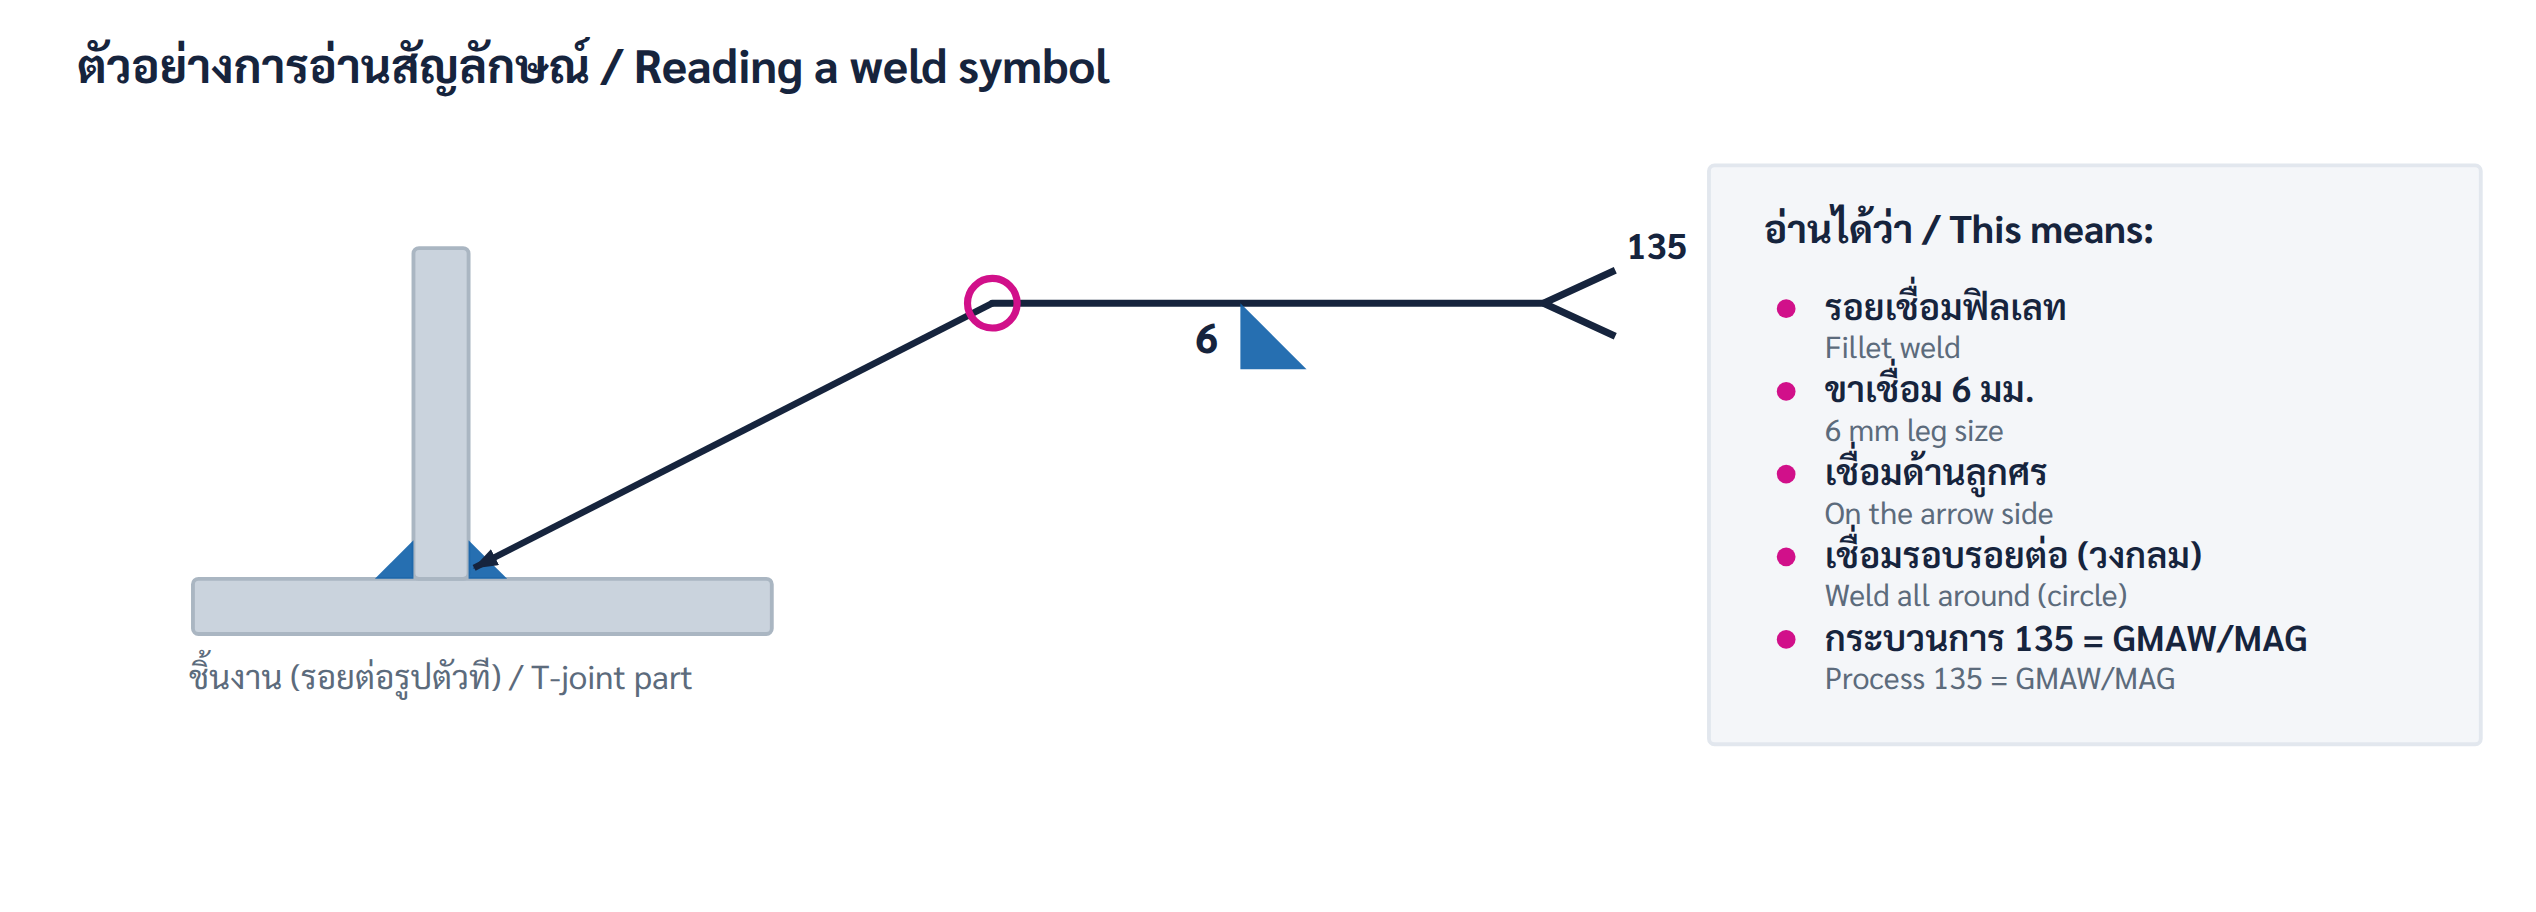 ตัวอย่างการอ่านสัญลักษณ์ / Reading a weld symbol
135
6
ชิ้นงาน (รอยต่อรูปตัวที) / T-joint part
อ่านได้ว่า / This means:
รอยเชื่อมฟิลเลท
Fillet weld
ขาเชื่อม 6 มม.
6 mm leg size
เชื่อมด้านลูกศร
On the arrow side
เชื่อมรอบรอยต่อ (วงกลม)
Weld all around (circle)
กระบวนการ 135 = GMAW/MAG
Process 135 = GMAW/MAG